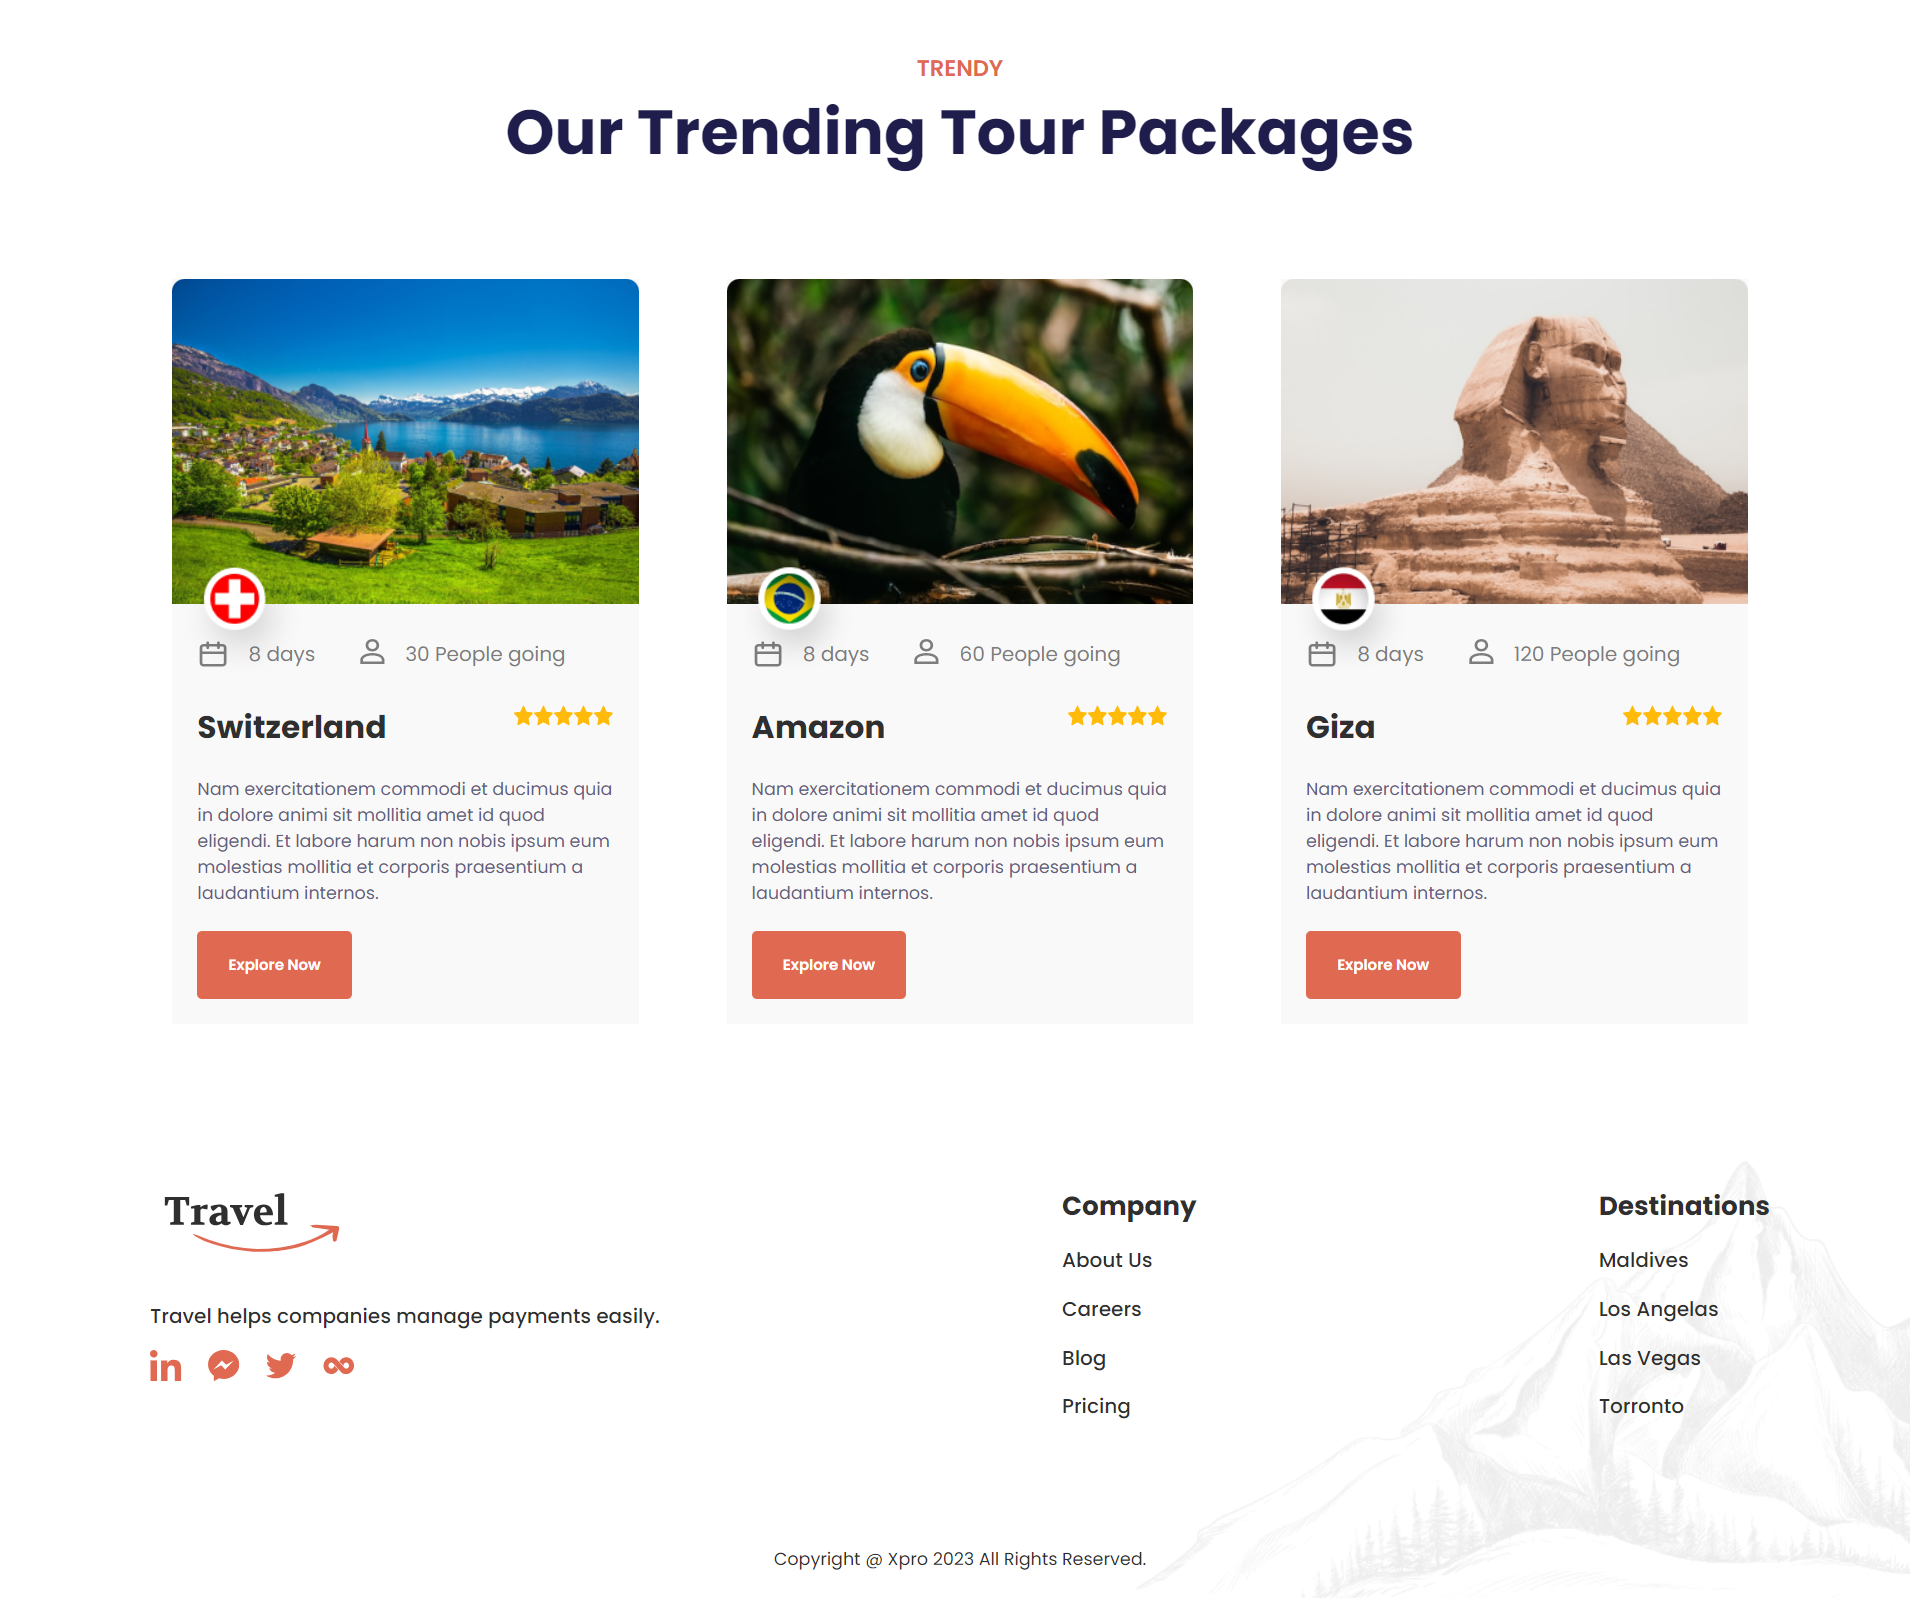 TRENDY
Our Trending Tour Packages
8 days
30 People going
Switzerland
Nam exercitationem commodi et ducimus quia
in dolore animi sit mollitia amet id quod
eligendi. Et labore harum non nobis ipsum eum
molestias mollitia et corporis praesentium a
laudantium internos.
Explore Now
8 days
60 People going
Amazon
Nam exercitationem commodi et ducimus quia
in dolore animi sit mollitia amet id quod
eligendi. Et labore harum non nobis ipsum eum
molestias mollitia et corporis praesentium a
laudantium internos.
Explore Now
8 days
120 People going
Giza
Nam exercitationem commodi et ducimus quia
in dolore animi sit mollitia amet id quod
eligendi. Et labore harum non nobis ipsum eum
molestias mollitia et corporis praesentium a
laudantium internos.
Explore Now
Travel
Travel helps companies manage payments easily.
in
Company
About Us
Careers
Blog
Pricing
Destinations
Maldives
Los Angelas
Las Vegas
Torronto
Copyright @ Xpro 2023 All Rights Reserved.